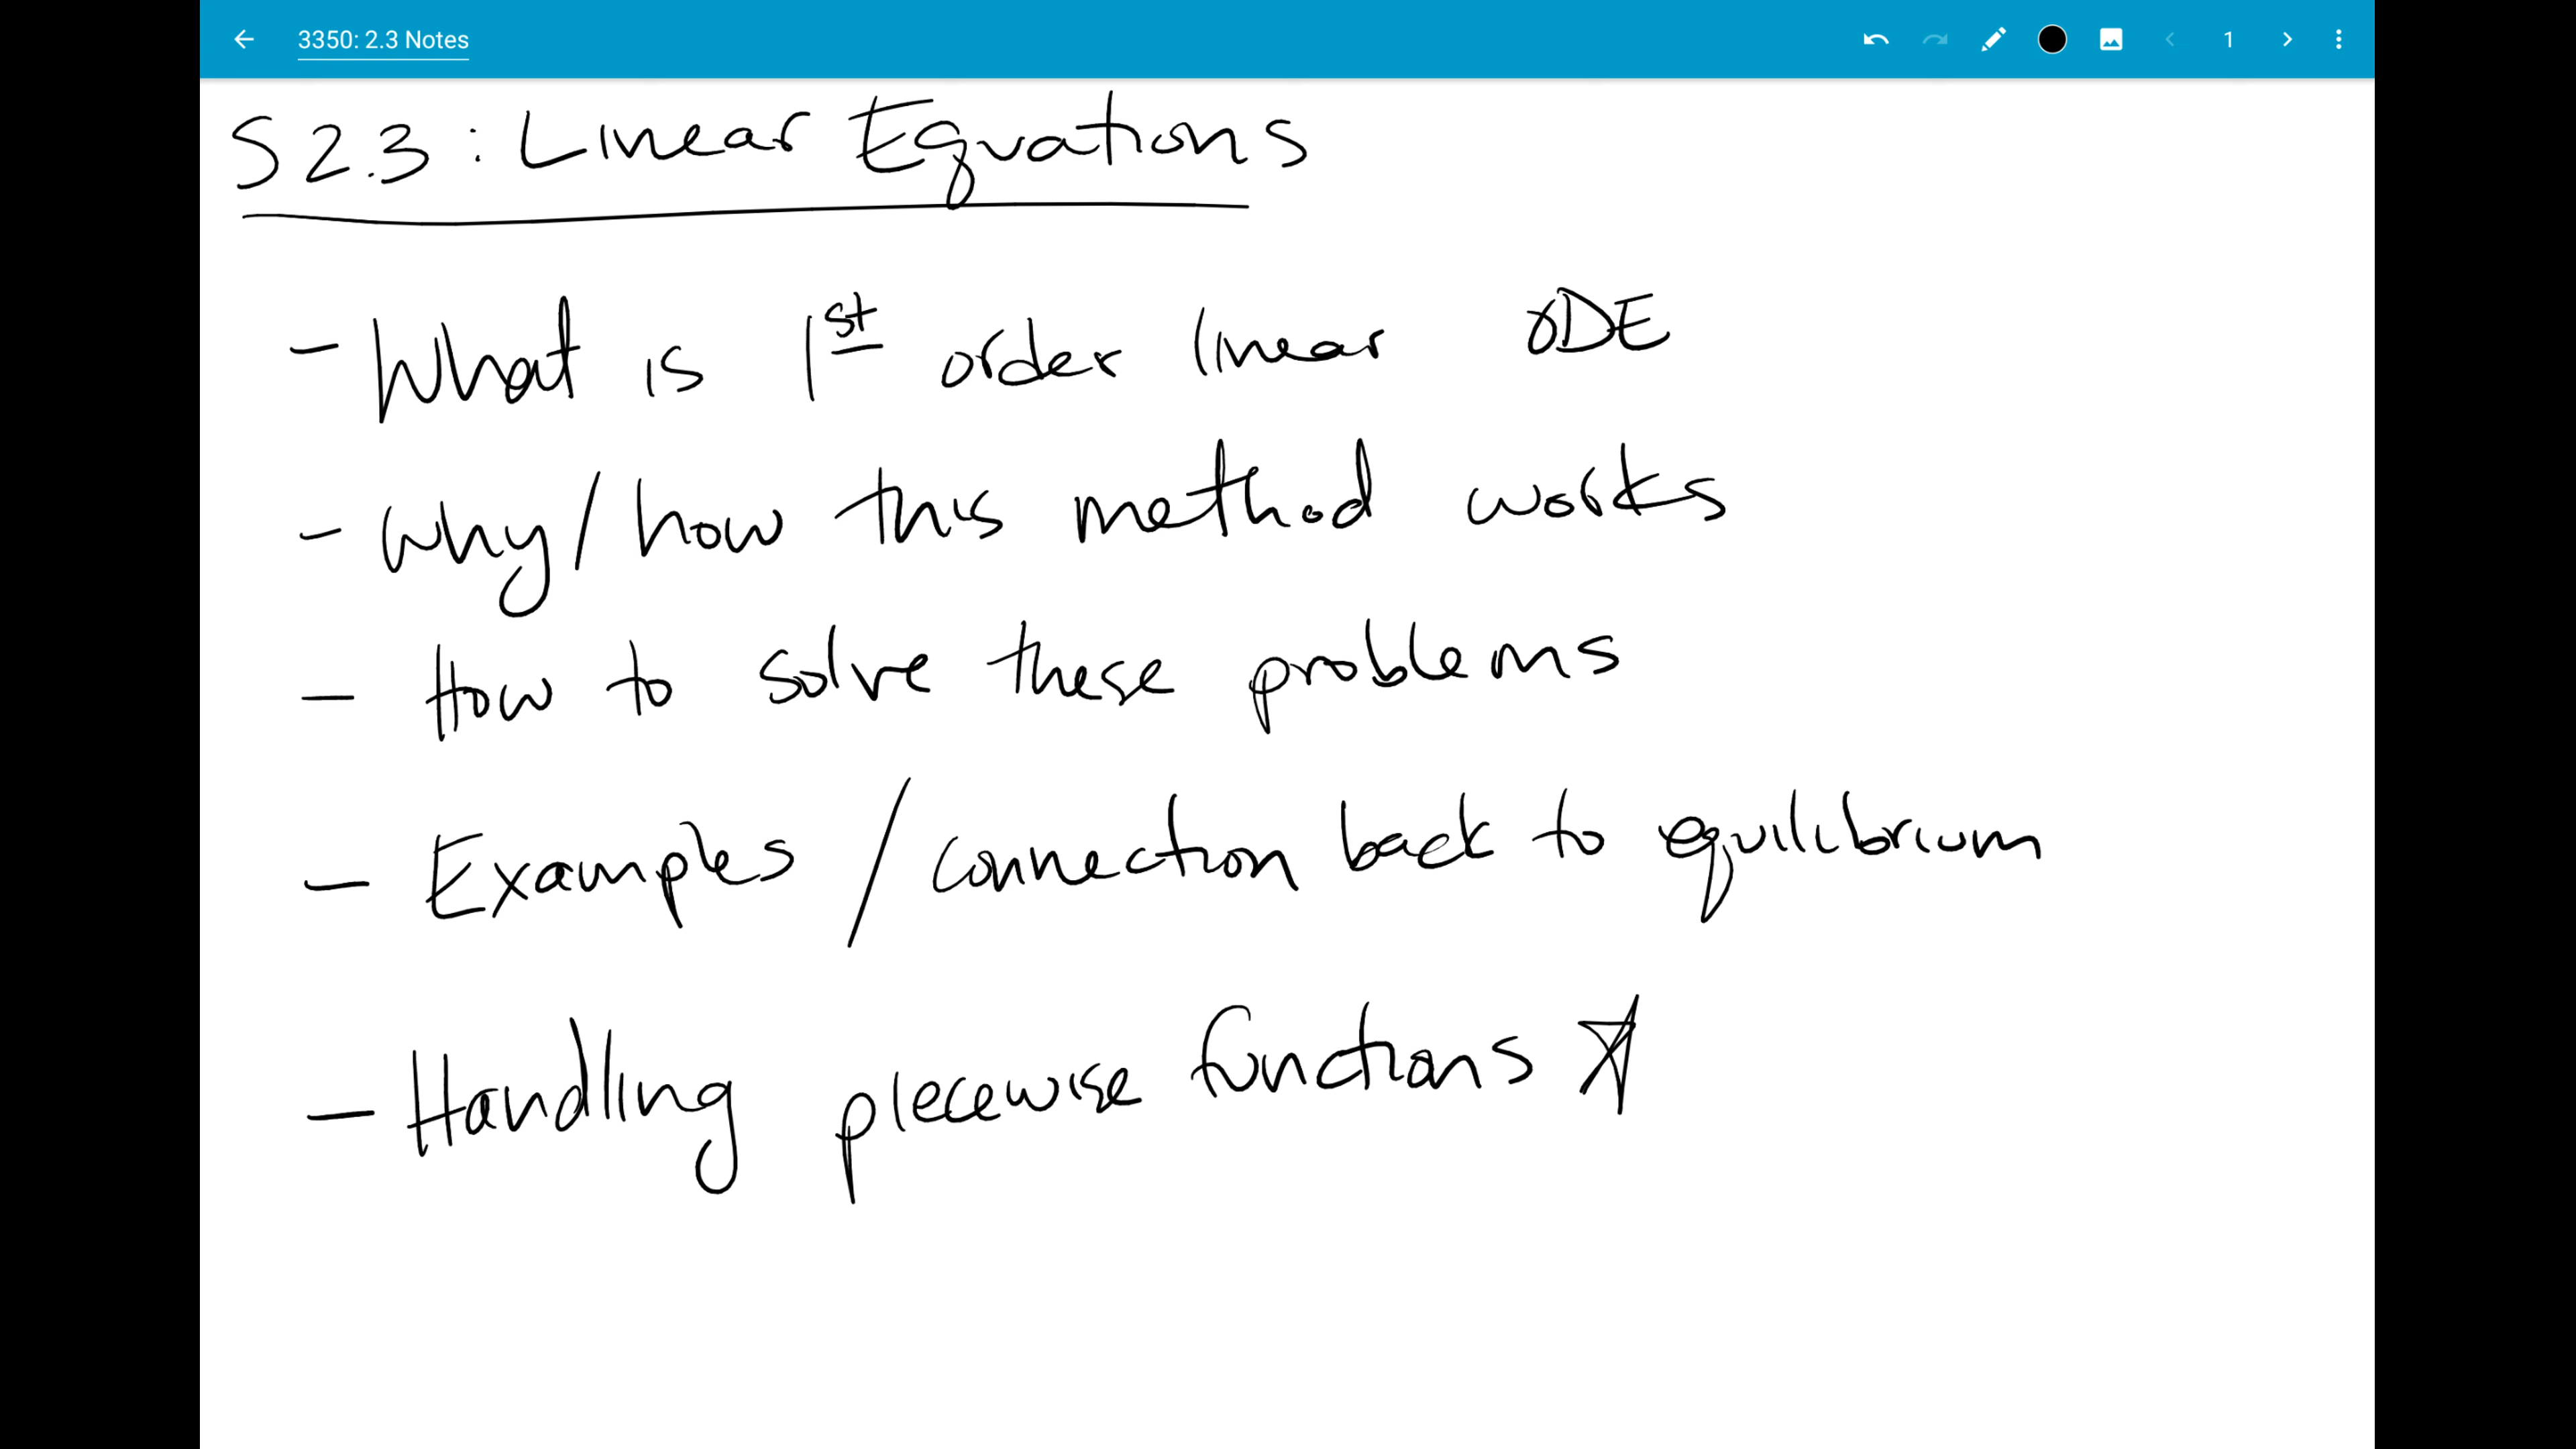 3350: 2.3 Notes
1
S 2.3 : Linear Equations
- What is 1st order linear ODE
- Why/how this method works
- How to solve these problems
- Examples / connection back to equilibrium
- Handling piecewise functions